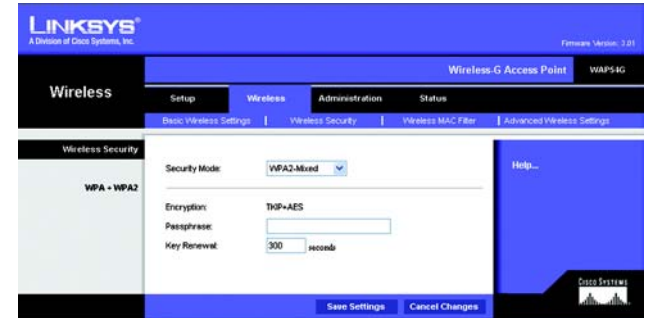 LINKSYS®
A Division of Cisco Systems, Inc.
Firmware Version: 3.01
Wireless-G Access Point WAP54G
Wireless
Setup Wireless Administration Status
Basic Wireless Settings | Wireless Security | Wireless MAC Filter | Advanced Wireless Settings
Wireless Security
Security Mode: WPA2-Mixed
Help...
WPA + WPA2
Encryption: TKIP+AES
Passphrase:
Key Renewal: 300 seconds
CISCO SYSTEMS
Save Settings Cancel Changes